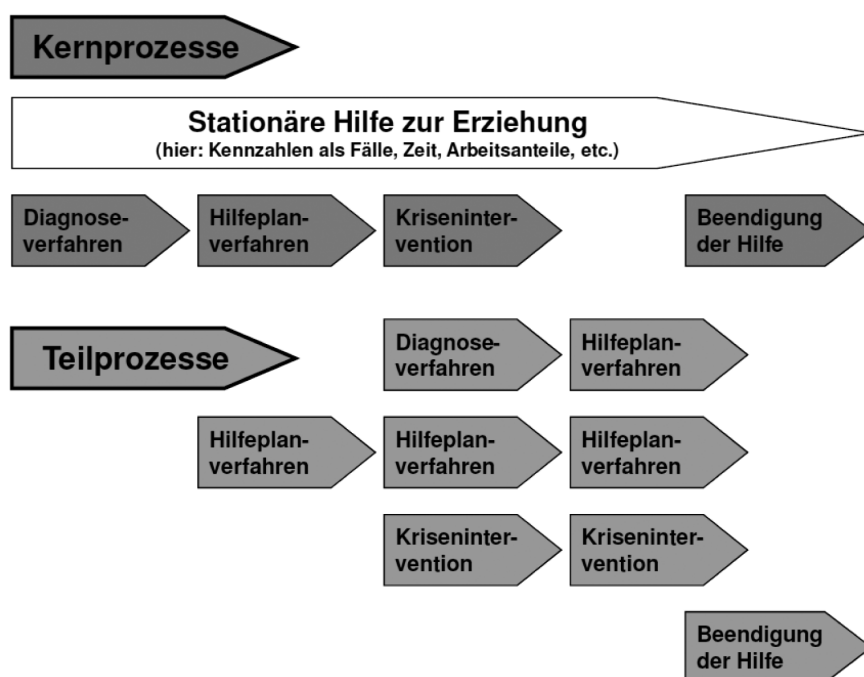 Kernprozesse
Stationäre Hilfe zur Erziehung
(hier: Kennzahlen als Fälle, Zeit, Arbeitsanteile, etc.)
Diagnose-
verfahren
Hilfeplan-
verfahren
Kriseninter-
vention
Beendigung
der Hilfe
Teilprozesse
Diagnose-
verfahren
Hilfeplan-
verfahren
Hilfeplan-
verfahren
Hilfeplan-
verfahren
Hilfeplan-
verfahren
Kriseninter-
vention
Kriseninter-
vention
Beendigung
der Hilfe